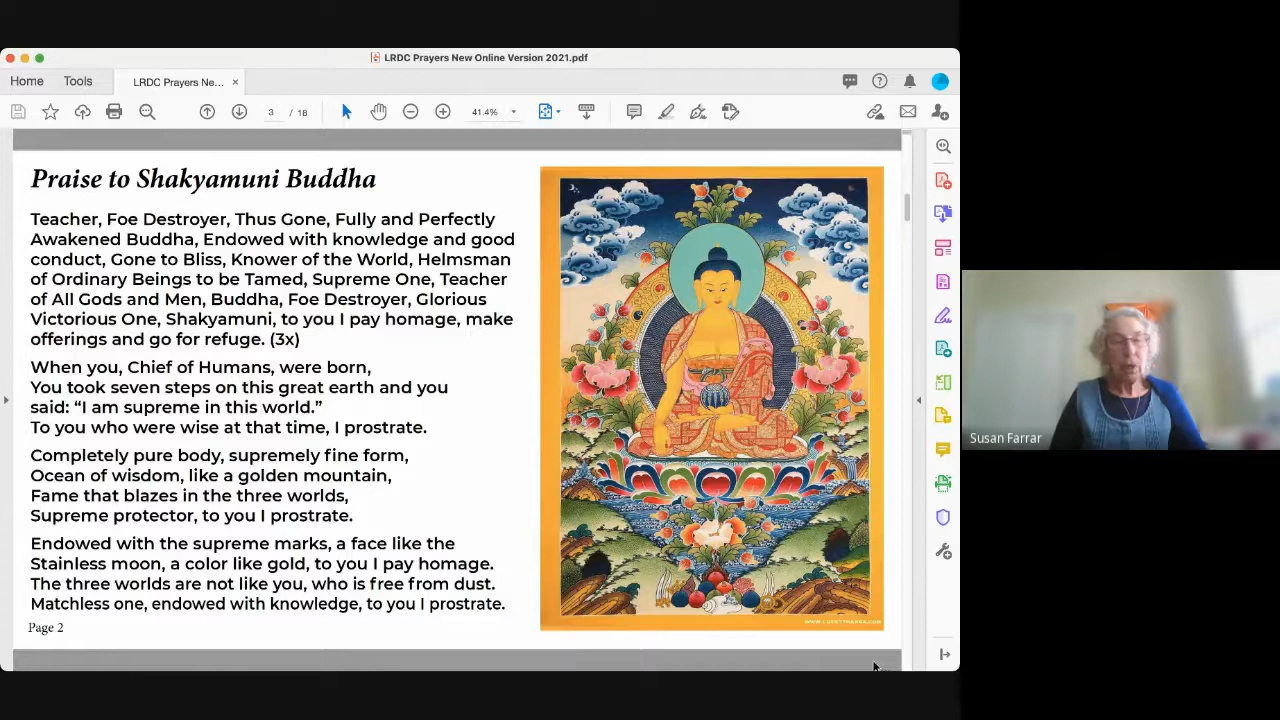 LRDC Prayers New Online Version 2021.pdf
Home
Tools
LRDC Prayers Ne...
×
3 / 18
41.4%
Praise to Shakyamuni Buddha
Teacher, Foe Destroyer, Thus Gone, Fully and Perfectly
Awakened Buddha, Endowed with knowledge and good
conduct, Gone to Bliss, Knower of the World, Helmsman
of Ordinary Beings to be Tamed, Supreme One, Teacher
of All Gods and Men, Buddha, Foe Destroyer, Glorious
Victorious One, Shakyamuni, to you I pay homage, make
offerings and go for refuge. (3x)
When you, Chief of Humans, were born,
You took seven steps on this great earth and you
said: “I am supreme in this world.”
To you who were wise at that time, I prostrate.
Completely pure body, supremely fine form,
Ocean of wisdom, like a golden mountain,
Fame that blazes in the three worlds,
Supreme protector, to you I prostrate.
Endowed with the supreme marks, a face like the
Stainless moon, a color like gold, to you I pay homage.
The three worlds are not like you, who is free from dust.
Matchless one, endowed with knowledge, to you I prostrate.
Page 2
Susan Farrar